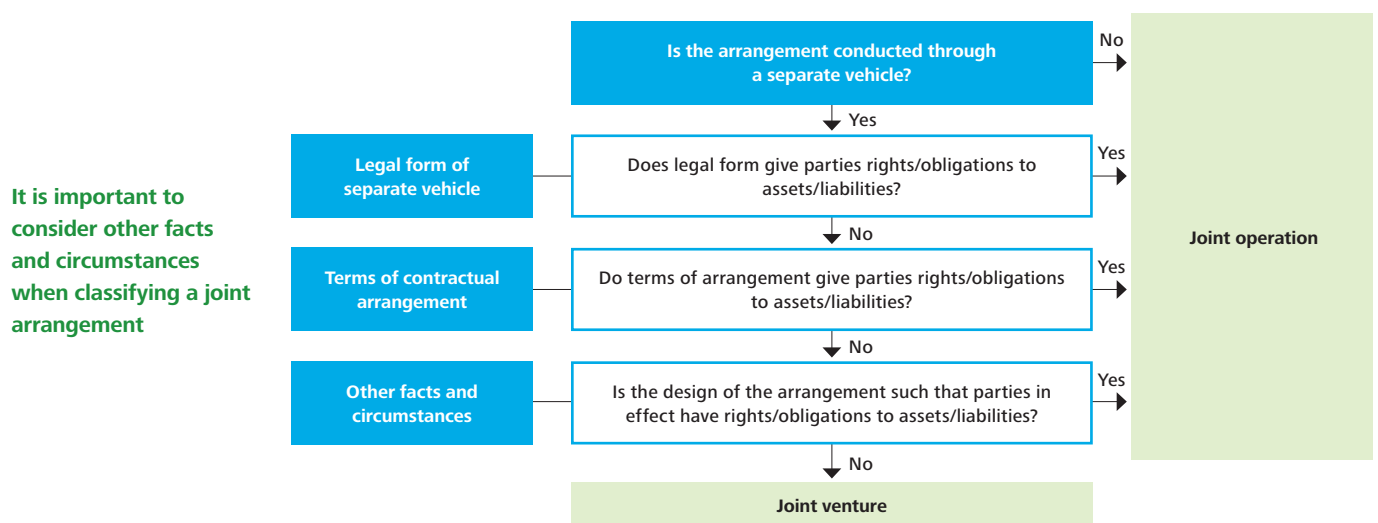 Is the arrangement conducted through
a separate vehicle?
No
Yes
Legal form of
separate vehicle
Does legal form give parties rights/obligations to
assets/liabilities?
Yes
It is important to
consider other facts
and circumstances
when classifying a joint
arrangement
No
Joint operation
Terms of contractual
arrangement
Do terms of arrangement give parties rights/obligations
to assets/liabilities?
Yes
No
Other facts and
circumstances
Is the design of the arrangement such that parties in
effect have rights/obligations to assets/liabilities?
Yes
No
Joint venture